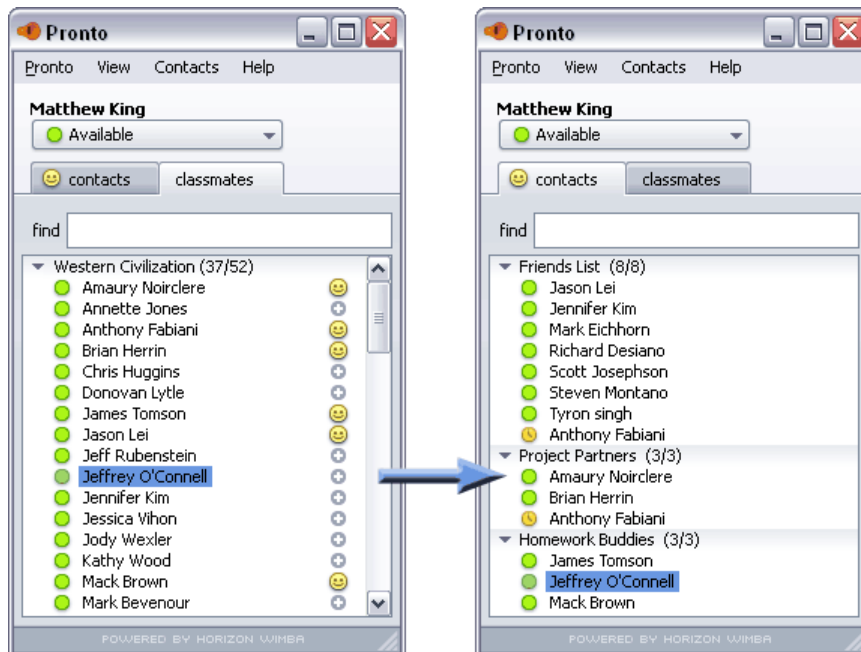 Pronto
Pronto View Contacts Help
Matthew King
Available
contacts classmates
find
Western Civilization (37/52)
Amaury Noirclere
Annette Jones
Anthony Fabiani
Brian Herrin
Chris Huggins
Donovan Lytle
James Tomson
Jason Lei
Jeff Rubenstein
Jeffrey O'Connell
Jennifer Kim
Jessica Vihon
Jody Wexler
Kathy Wood
Mack Brown
Mark Bevenour
POWERED BY HORIZON WIMBA
Pronto
Pronto View Contacts Help
Matthew King
Available
contacts classmates
find
Friends List (8/8)
Jason Lei
Jennifer Kim
Mark Eichhorn
Richard Desiano
Scott Josephson
Steven Montano
Tyron singh
Anthony Fabiani
Project Partners (3/3)
Amaury Noirclere
Brian Herrin
Anthony Fabiani
Homework Buddies (3/3)
James Tomson
Jeffrey O'Connell
Mack Brown
POWERED BY HORIZON WIMBA